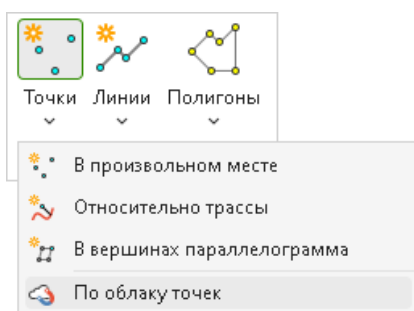 Точки Линии Полигоны
В произвольном месте
Относительно трассы
В вершинах параллелограмма
По облаку точек